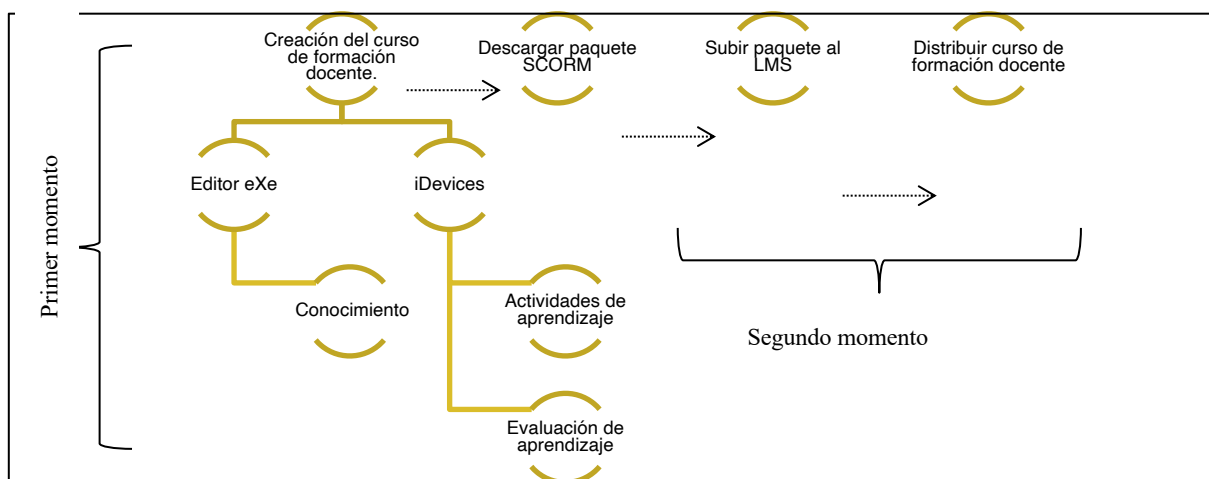 Creación del curso
de formación
docente.
Descargar paquete
SCORM
Subir paquete al
LMS
Distribuir curso de
formación docente
Primer momento
Editor eXe
iDevices
Conocimiento
Actividades de
aprendizaje
Segundo momento
Evaluación de
aprendizaje